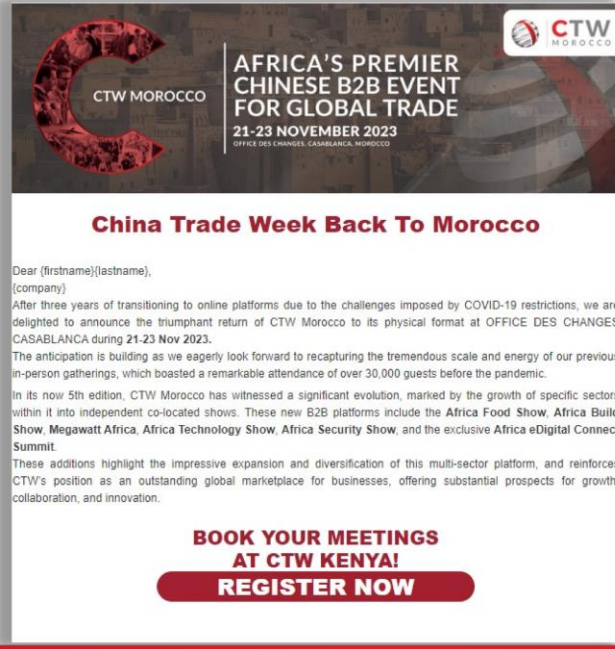 CTW MOROCCO
AFRICA'S PREMIER
CHINESE B2B EVENT
FOR GLOBAL TRADE
21-23 NOVEMBER 2023
OFFICE DES CHANGES, CASABLANCA, MOROCCO
CTW
MOROCCO
China Trade Week Back To Morocco
Dear {firstname}{lastname},
{company}
After three years of transitioning to online platforms due to the challenges imposed by COVID-19 restrictions, we are
delighted to announce the triumphant return of CTW Morocco to its physical format at OFFICE DES CHANGES
CASABLANCA during 21-23 Nov 2023.
The anticipation is building as we eagerly look forward to recapturing the tremendous scale and energy of our previous
in-person gatherings, which boasted a remarkable attendance of over 30,000 guests before the pandemic.
In its now 5th edition, CTW Morocco has witnessed a significant evolution, marked by the growth of specific sectors
within it into independent co-located shows. These new B2B platforms include the Africa Food Show, Africa Build
Show, Megawatt Africa, Africa Technology Show, Africa Security Show, and the exclusive Africa eDigital Connect
Summit.
These additions highlight the impressive expansion and diversification of this multi-sector platform, and reinforces
CTW's position as an outstanding global marketplace for businesses, offering substantial prospects for growth,
collaboration, and innovation.
BOOK YOUR MEETINGS
AT CTW KENYA!
REGISTER NOW